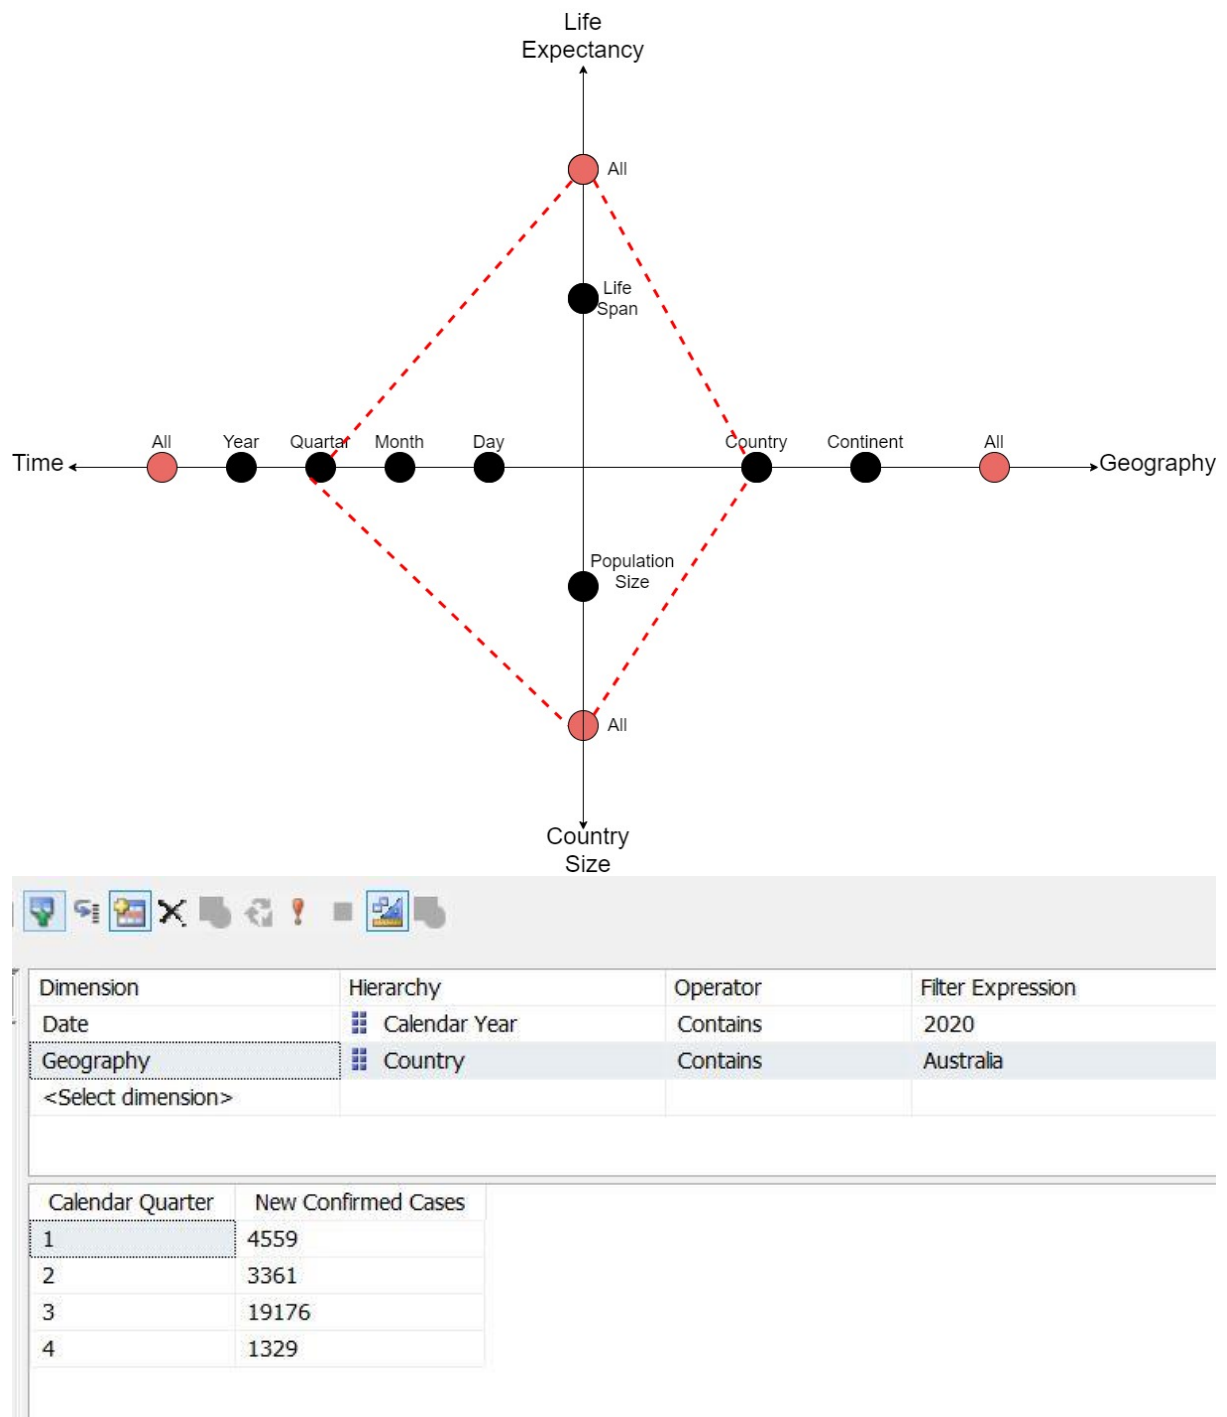 Life
Expectancy
All
Life
Span
All
Year
Quartar
Month
Day
Country
Continent
All
Time
Geography
Population
Size
All
Country
Size
Dimension Hierarchy Operator Filter Expression
Date Calendar Year Contains 2020
Geography Country Contains Australia
<Select dimension>
Calendar Quarter New Confirmed Cases
1 4559
2 3361
3 19176
4 1329